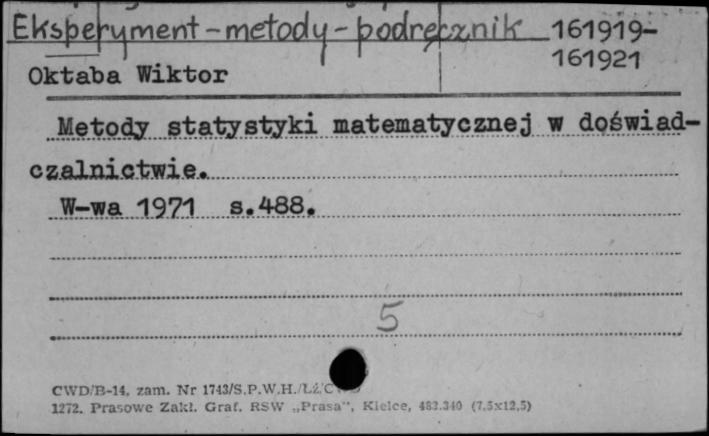 Eksperyment - metody - podręcznik 161919-
161921
Oktaba Wiktor
Metody statystyki matematycznej w doświad-
czalnictwie.
W-wa 1971 s.488.
5
CWD/B-14, zam. Nr 1743/S.P.W.H./ŁŹ/C
1272. Prasowe Zakł. Graf. RSW „Prasa", Kielce, 483.340 (7,5x12,5)